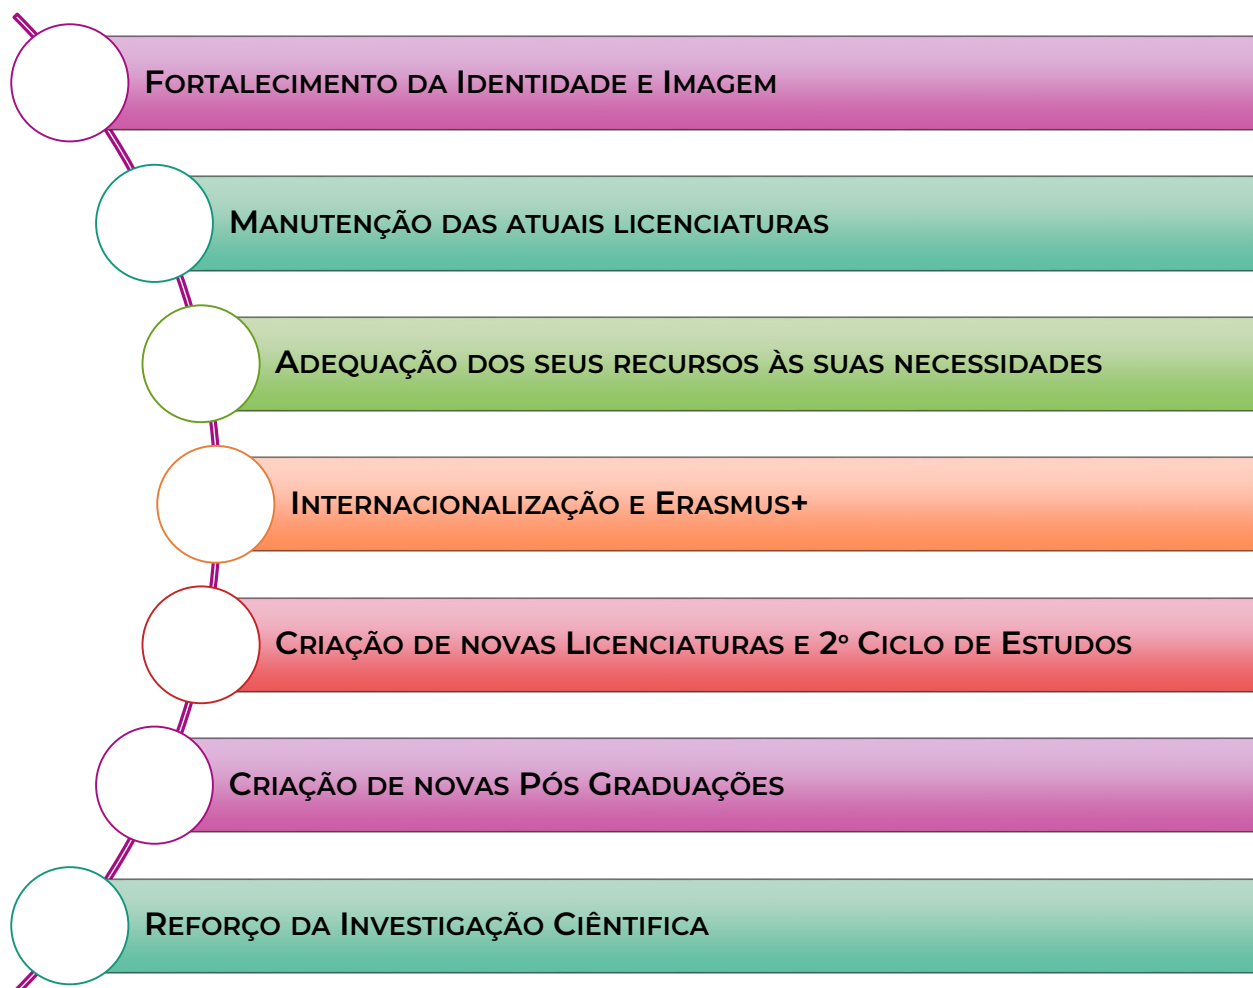 Fortalecimento da Identidade e Imagem
Manutenção das atuais licenciaturas
Adequação dos seus recursos às suas necessidades
Internacionalização e Erasmus+
Criação de novas Licenciaturas e 2º Ciclo de Estudos
Criação de novas Pós Graduações
Reforço da Investigação Ciêntifica